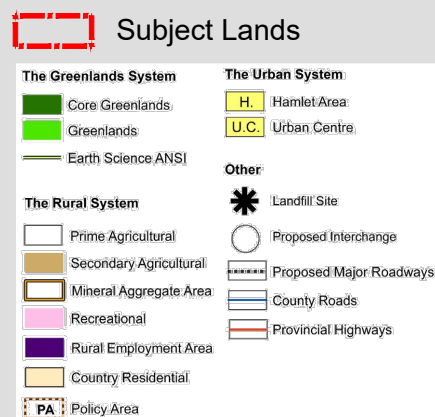 Subject Lands
The Greenlands System
Core Greenlands
Greenlands
Earth Science ANSI
The Rural System
Prime Agricultural
Secondary Agricultural
Mineral Aggregate Area
Recreational
Rural Employment Area
Country Residential
PA Policy Area
The Urban System
H. Hamlet Area
U.C. Urban Centre
Other
Landfill Site
Proposed Interchange
Proposed Major Roadways
County Roads
Provincial Highways